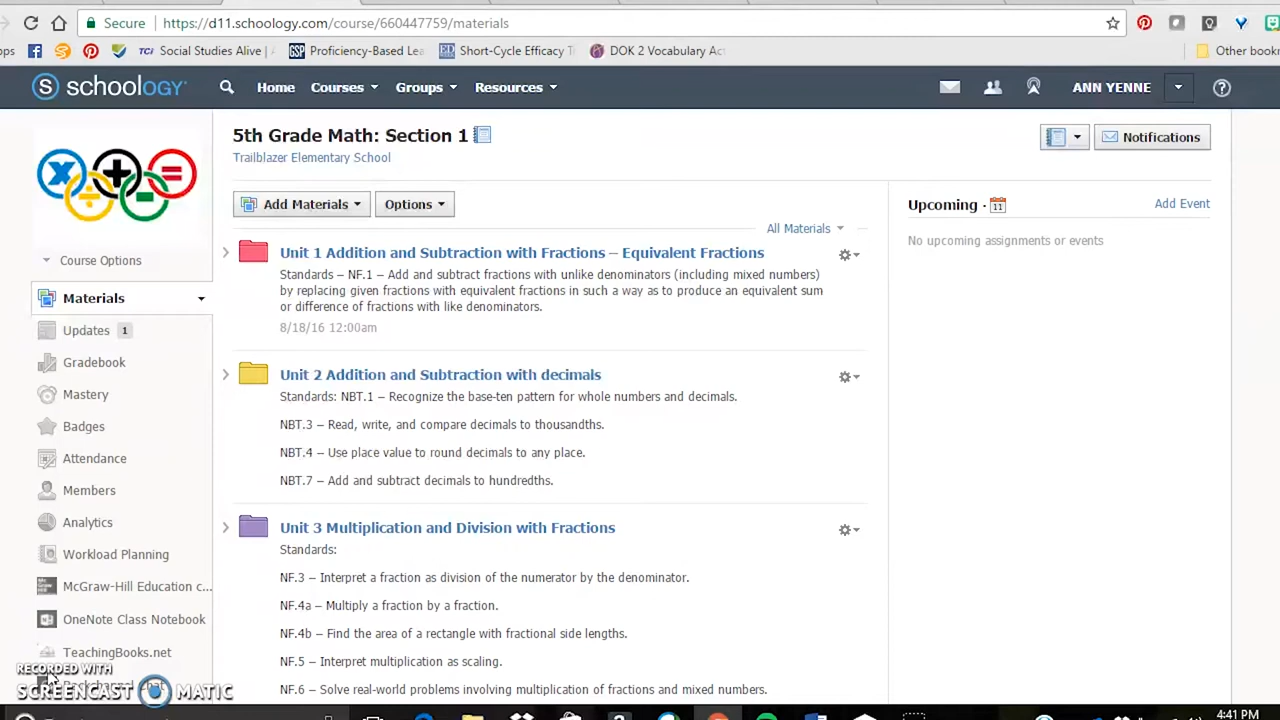 Secure https://d11.schoology.com/course/660447759/materials
pps TCi Social Studies Alive | GSP Proficiency-Based Lea ED Short-Cycle Efficacy T DOK 2 Vocabulary Act Other book
S schoology Home Courses Groups Resources ANN YENNE ?
5th Grade Math: Section 1
Trailblazer Elementary School
Notifications
Add Materials Options
Upcoming · 11 Add Event
No upcoming assignments or events
All Materials
Course Options
Materials
Updates 1
Gradebook
Mastery
Badges
Attendance
Members
Analytics
Workload Planning
McGraw-Hill Education c...
OneNote Class Notebook
TeachingBooks.net
Unit 1 Addition and Subtraction with Fractions – Equivalent Fractions
Standards – NF.1 – Add and subtract fractions with unlike denominators (including mixed numbers)
by replacing given fractions with equivalent fractions in such a way as to produce an equivalent sum
or difference of fractions with like denominators.
8/18/16 12:00am
Unit 2 Addition and Subtraction with decimals
Standards: NBT.1 – Recognize the base-ten pattern for whole numbers and decimals.
NBT.3 – Read, write, and compare decimals to thousandths.
NBT.4 – Use place value to round decimals to any place.
NBT.7 – Add and subtract decimals to hundredths.
Unit 3 Multiplication and Division with Fractions
Standards:
NF.3 – Interpret a fraction as division of the numerator by the denominator.
NF.4a – Multiply a fraction by a fraction.
NF.4b – Find the area of a rectangle with fractional side lengths.
NF.5 – Interpret multiplication as scaling.
NF.6 – Solve real-world problems involving multiplication of fractions and mixed numbers.
RECORDED WITH
SCREENCAST MATIC
4:41 PM